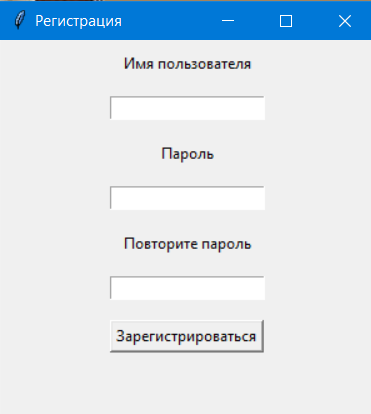 Регистрация
Имя пользователя
Пароль
Повторите пароль
Зарегистрироваться